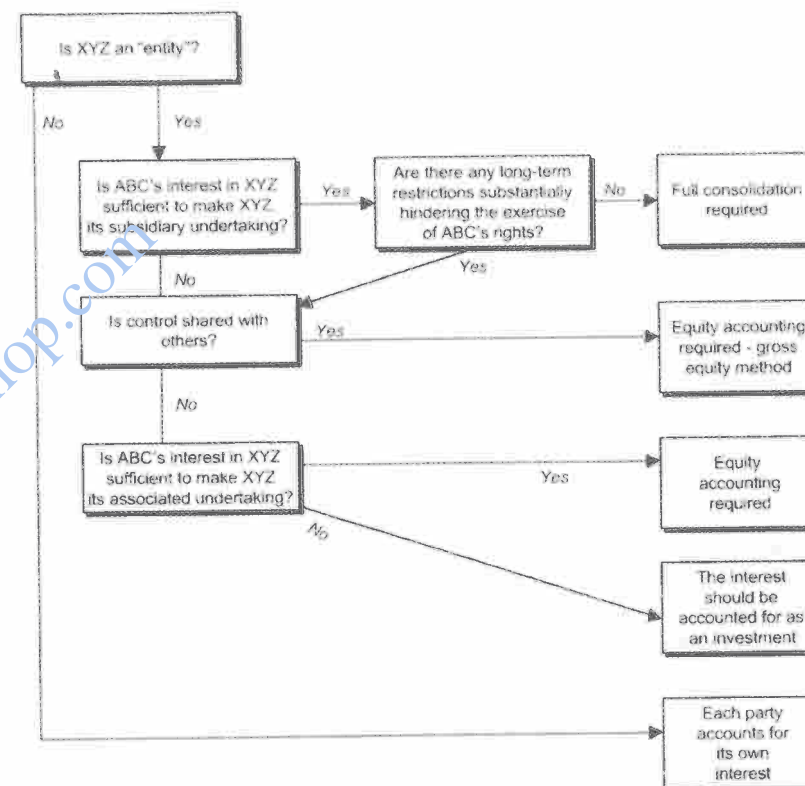 Is XYZ an "entity"?
No
Yes
Is ABC's interest in XYZ
sufficient to make XYZ
its subsidiary undertaking?
Yes
Are there any long-term
restrictions substantially
hindering the exercise
of ABC's rights?
No
Full consolidation
required
No
Yes
Is control shared with
others?
Yes
Equity accounting
required - gross
equity method
No
Is ABC's interest in XYZ
sufficient to make XYZ
its associated undertaking?
Yes
Equity
accounting
required
No
The interest
should be
accounted for as
an investment
Each party
accounts for
its own
interest
hop.com